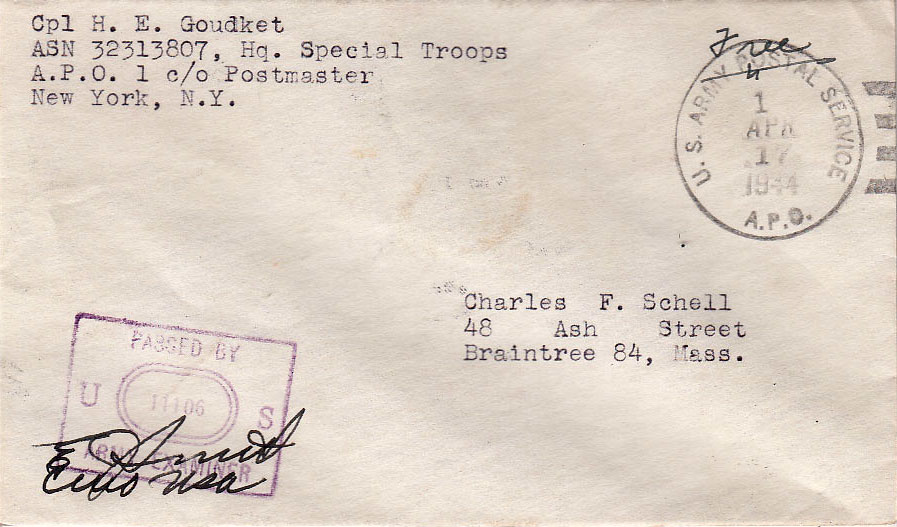 Cpl H. E. Goudket
ASN 32313807, Hq. Special Troops
A.P.O. 1 c/o Postmaster
New York, N.Y.
Free
U.S. ARMY POSTAL SERVICE
1
APR
17
1944
A.P.O.
Charles F. Schell
48 Ash Street
Braintree 84, Mass.
PASSED BY
U 11106 S
ARMY EXAMINER